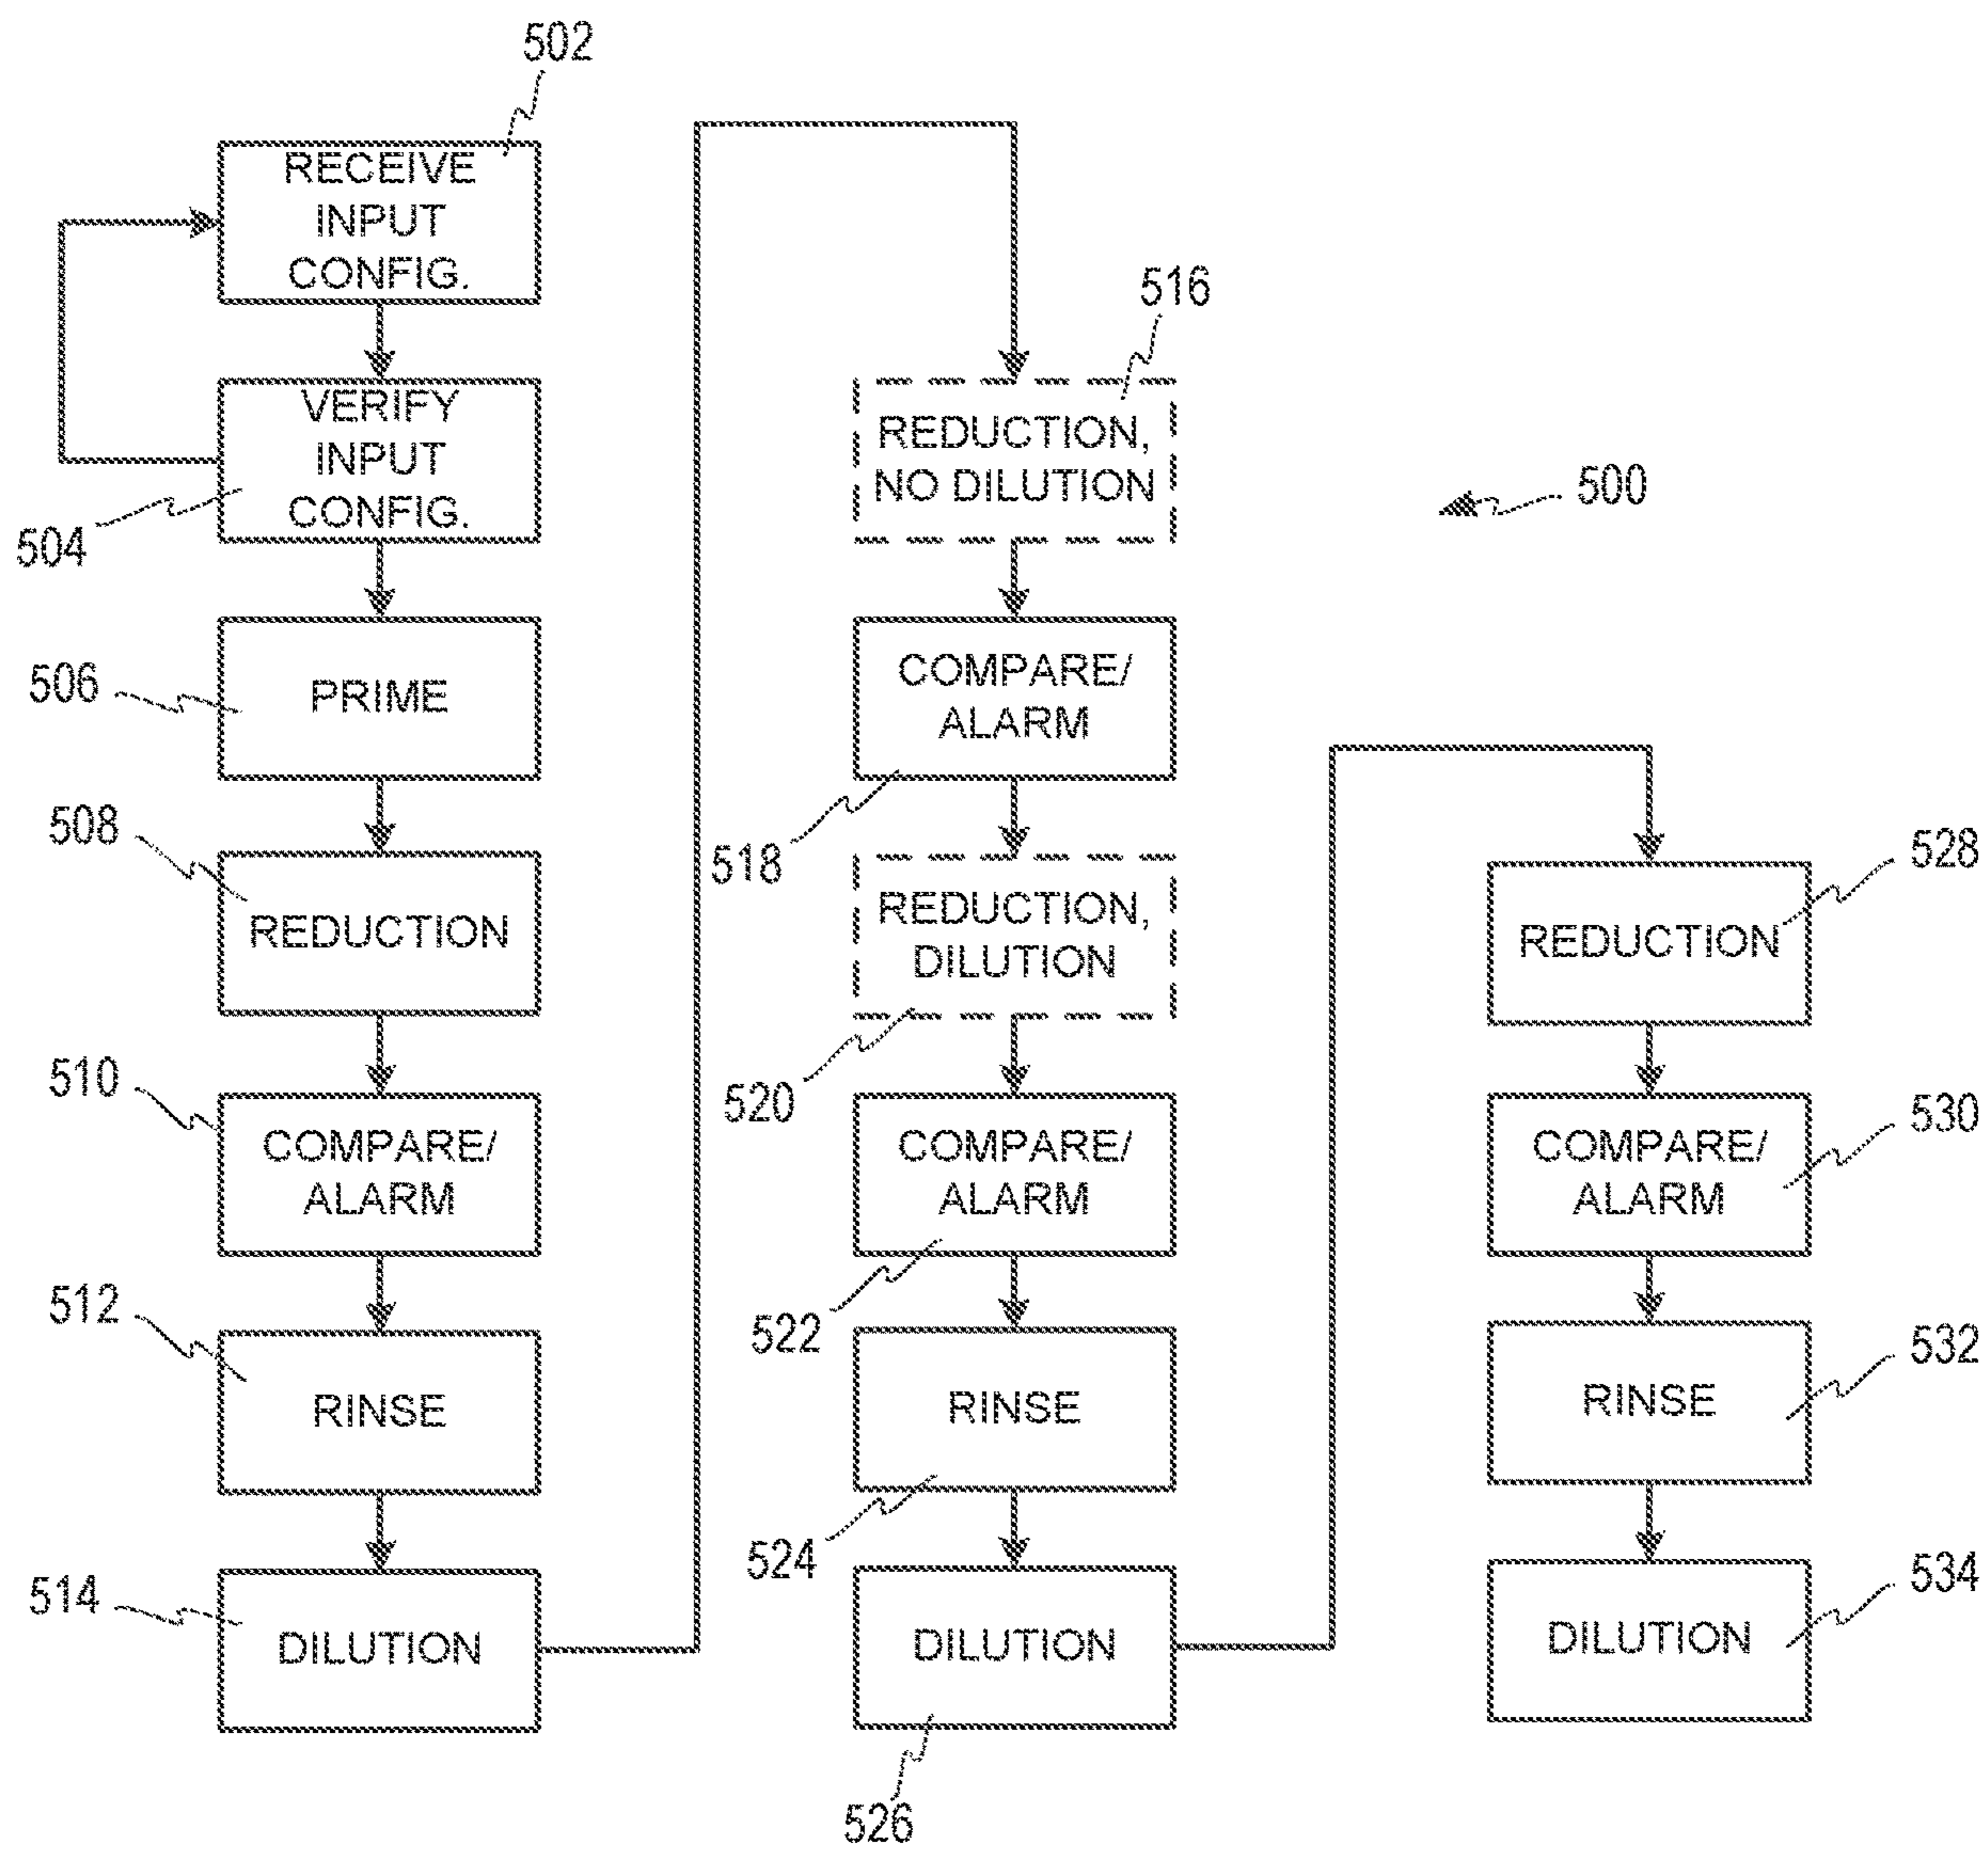 502
RECEIVE
INPUT
CONFIG.
VERIFY
INPUT
CONFIG.
504
506
PRIME
508
REDUCTION
510
COMPARE/
ALARM
512
RINSE
514
DILUTION
516
REDUCTION,
NO DILUTION
COMPARE/
ALARM
518
REDUCTION,
DILUTION
520
COMPARE/
ALARM
522
RINSE
524
DILUTION
526
500
528
REDUCTION
530
COMPARE/
ALARM
532
RINSE
534
DILUTION